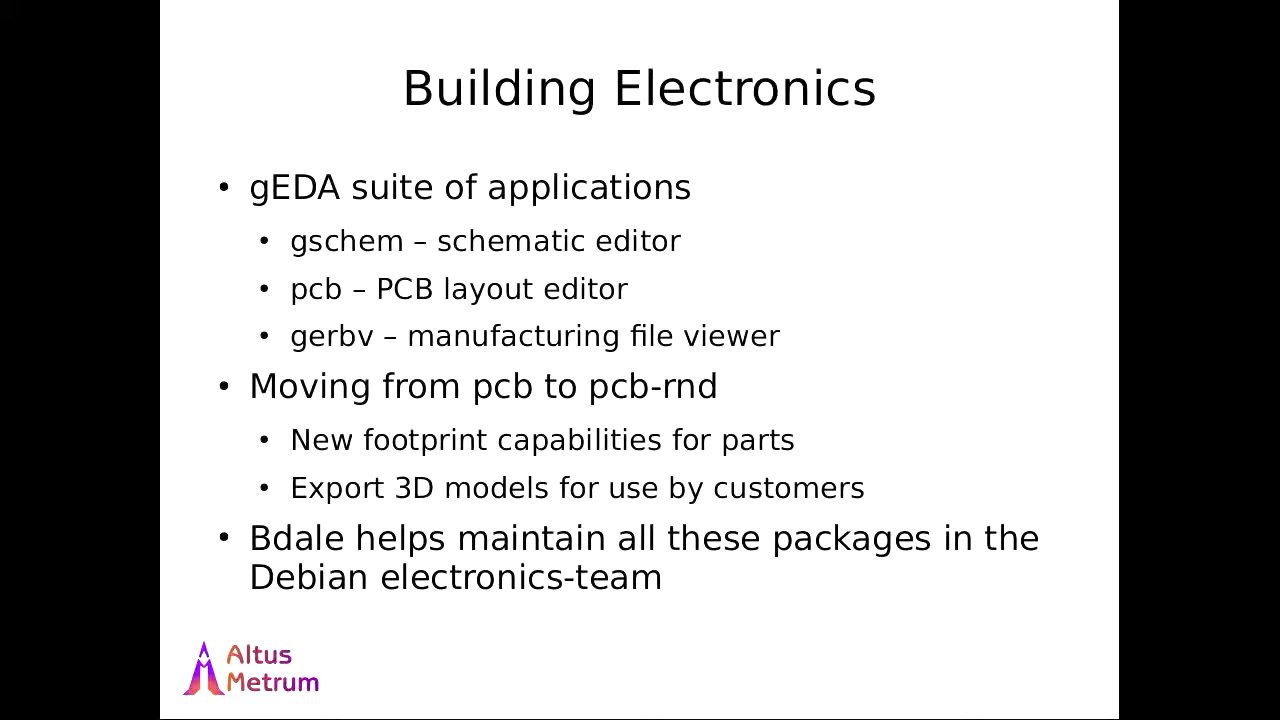 Building Electronics
• gEDA suite of applications
• gschem – schematic editor
• pcb – PCB layout editor
• gerbv – manufacturing file viewer
• Moving from pcb to pcb-rnd
• New footprint capabilities for parts
• Export 3D models for use by customers
• Bdale helps maintain all these packages in the
Debian electronics-team
Altus
Metrum